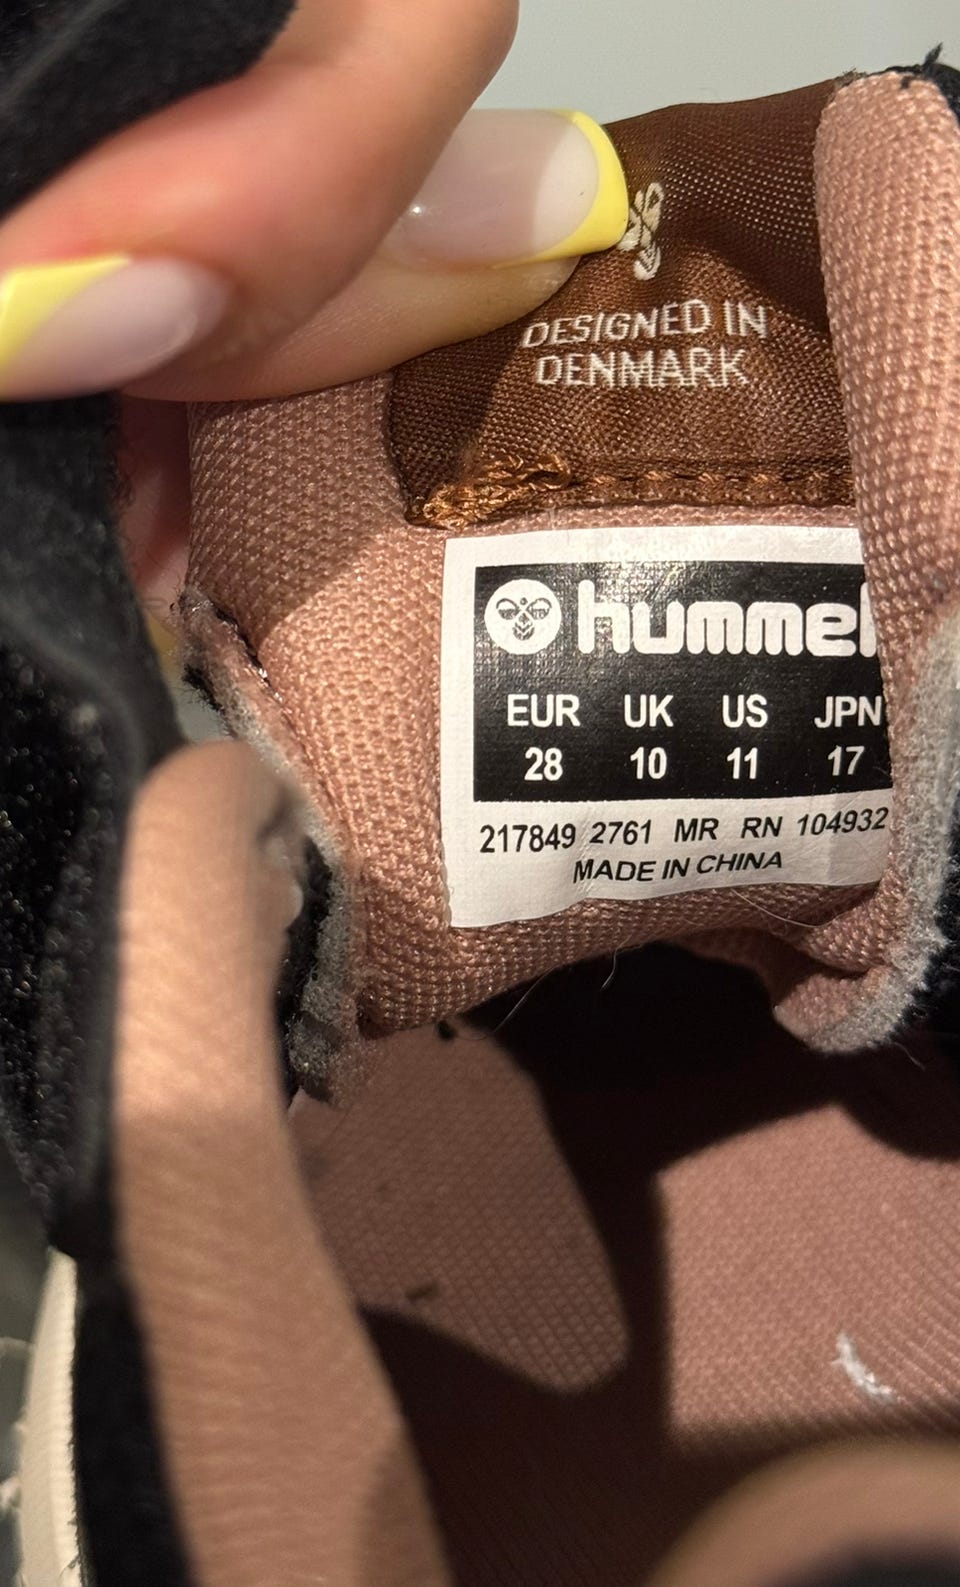 DESIGNED IN
DENMARK
hummel
EUR UK US JPN
28 10 11 17
217849 2761 MR RN 104932
MADE IN CHINA